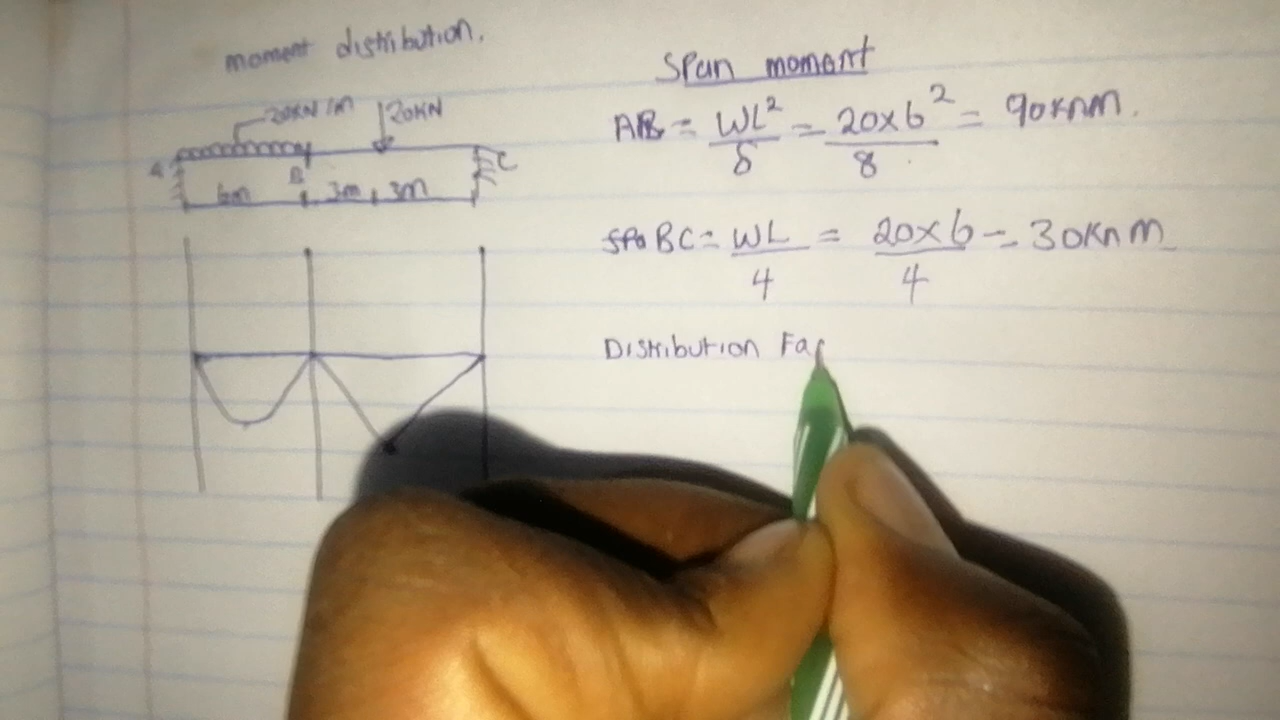 moment distribution.
20KN/m 20KN
A B C
6m 3m 3m
Span moment
AB = WL²/8 = 20×6²/8 = 90KNM.
BC = WL/4 = 20×6/4 = 30KNM
Distribution Fac